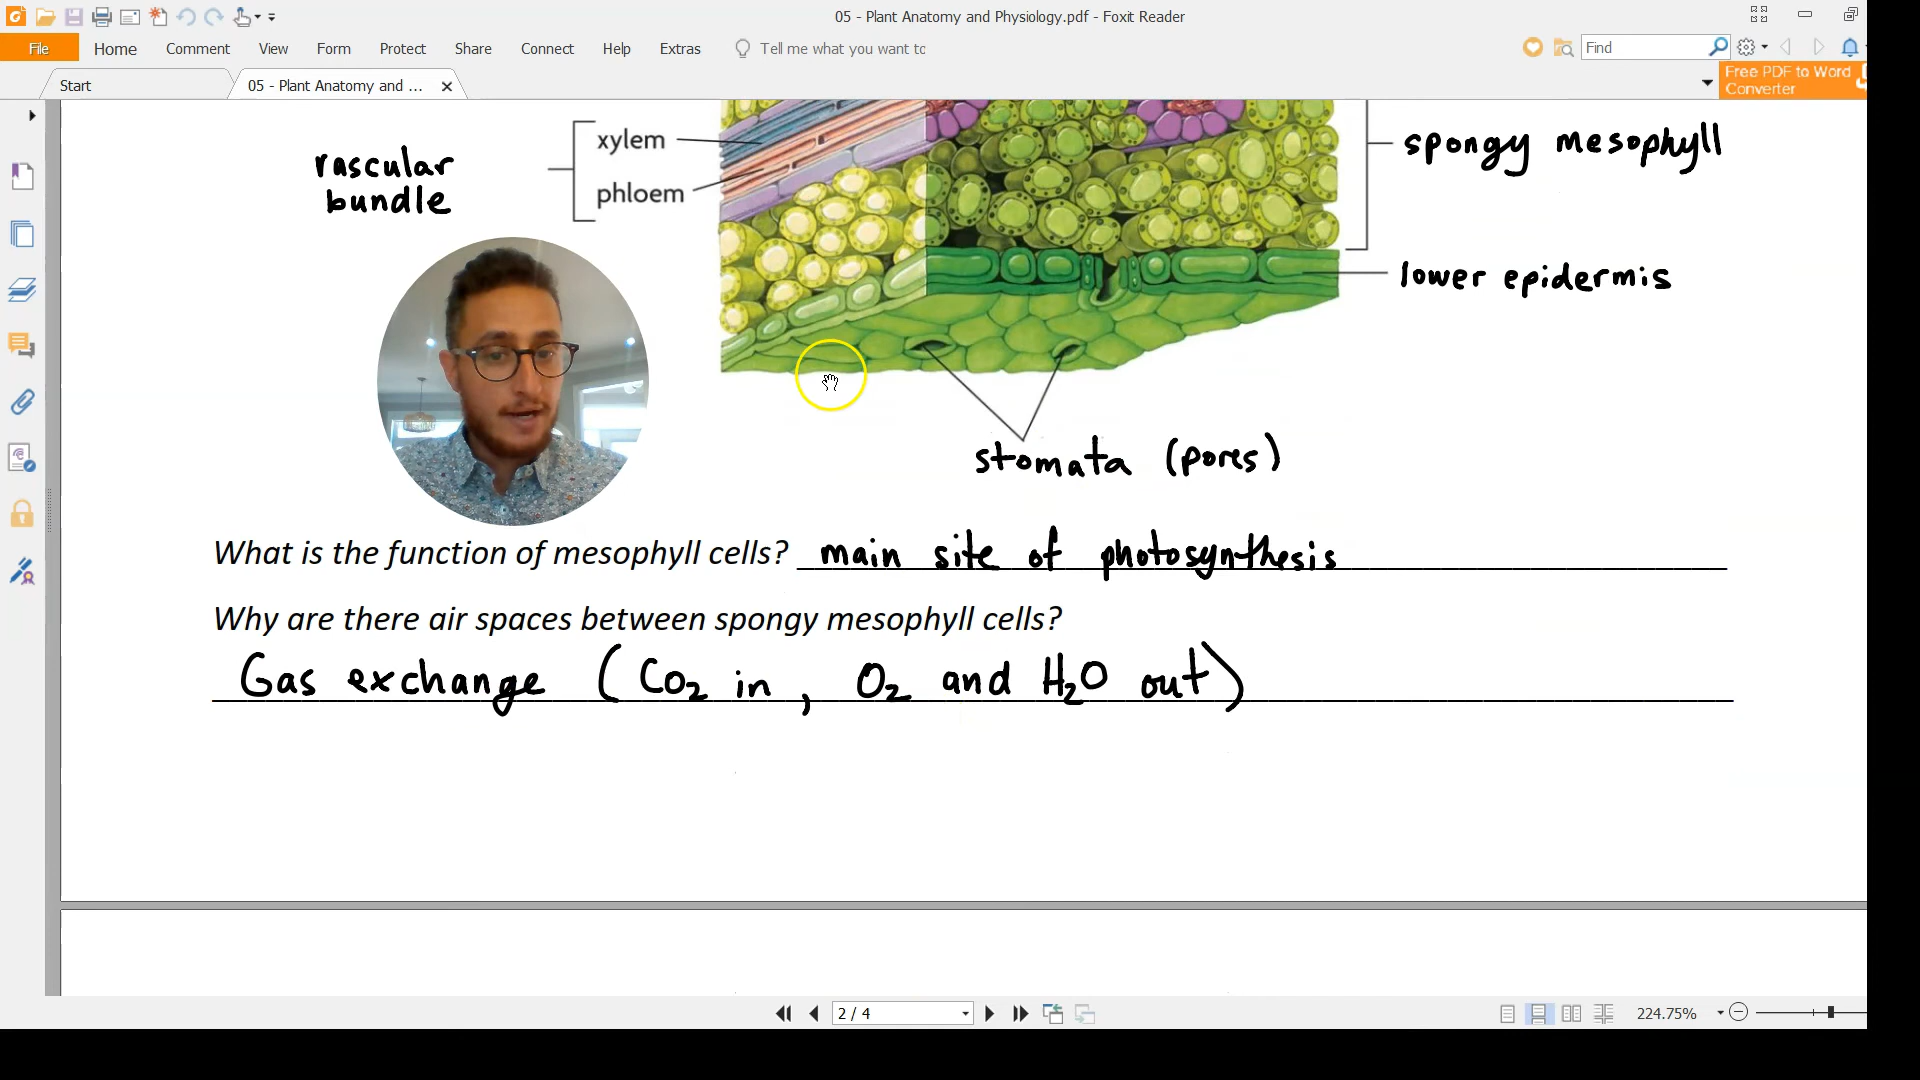 05 - Plant Anatomy and Physiology.pdf - Foxit Reader
File Home Comment View Form Protect Share Connect Help Extras Tell me what you want to Find
Start 05 - Plant Anatomy and ... Free PDF to Word
Converter
xylem
phloem
rascular
bundle
spongy mesophyll
lower epidermis
stomata (pores)
What is the function of mesophyll cells? main site of photosynthesis
Why are there air spaces between spongy mesophyll cells?
Gas exchange (CO2 in, O2 and H2O out)
2 / 4 224.75%